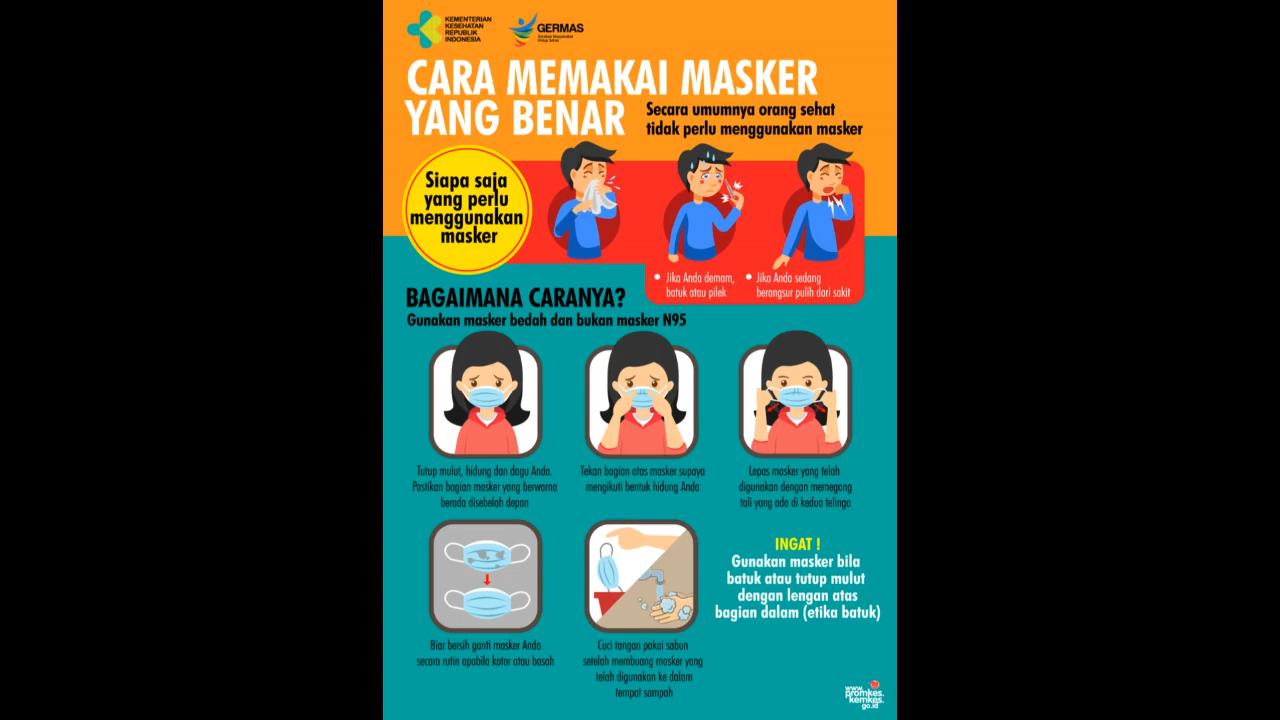 KEMENTERIAN
KESEHATAN
REPUBLIK
INDONESIA
GERMAS
Gerakan Masyarakat
Hidup Sehat
CARA MEMAKAI MASKER
YANG BENAR
Secara umumnya orang sehat
tidak perlu menggunakan masker
Siapa saja
yang perlu
menggunakan
masker
• Jika Anda demam,
batuk atau pilek
• Jika Anda sedang
berangsur pulih dari sakit
BAGAIMANA CARANYA?
Gunakan masker bedah dan bukan masker N95
Tutup mulut, hidung dan dagu Anda.
Pastikan bagian masker yang berwarna
berada disebelah depan
Tekan bagian atas masker supaya
mengikuti bentuk hidung Anda
Lepas masker yang telah
digunakan dengan memegang
tali yang ada di kedua telinga
Biar bersih ganti masker Anda
secara rutin apabila kotor atau basah
Cuci tangan pakai sabun
setelah membuang masker yang
telah digunakan ke dalam
tempat sampah
INGAT !
Gunakan masker bila
batuk atau tutup mulut
dengan lengan atas
bagian dalam (etika batuk)
www.
promkes.
kemkes.
go.id